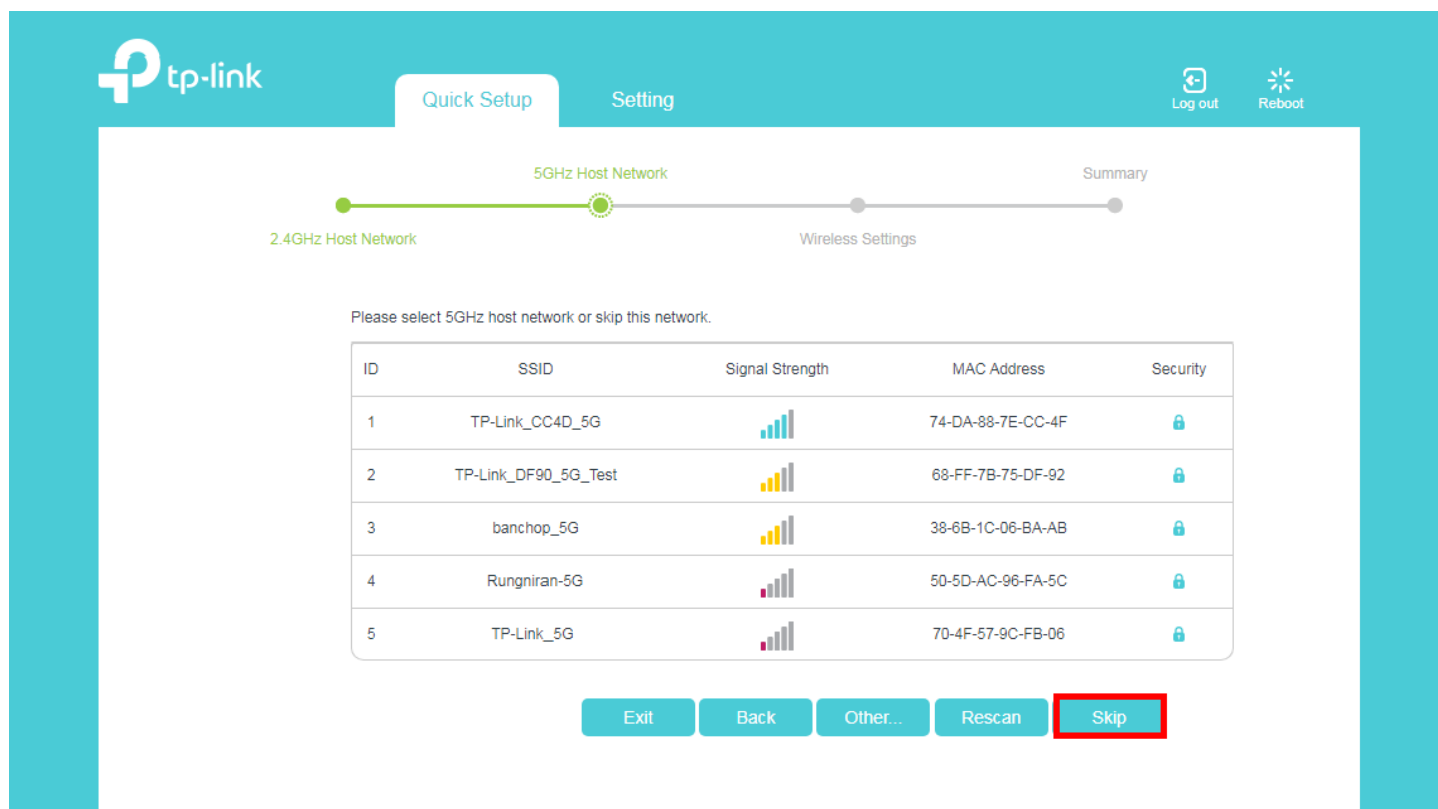 tp-link
Quick Setup Setting
Log out Reboot
5GHz Host Network Summary
2.4GHz Host Network Wireless Settings
Please select 5GHz host network or skip this network.
ID SSID Signal Strength MAC Address Security
1 TP-Link_CC4D_5G 74-DA-88-7E-CC-4F
2 TP-Link_DF90_5G_Test 68-FF-7B-75-DF-92
3 banchop_5G 38-6B-1C-06-BA-AB
4 Rungniran-5G 50-5D-AC-96-FA-5C
5 TP-Link_5G 70-4F-57-9C-FB-06
Exit Back Other... Rescan Skip